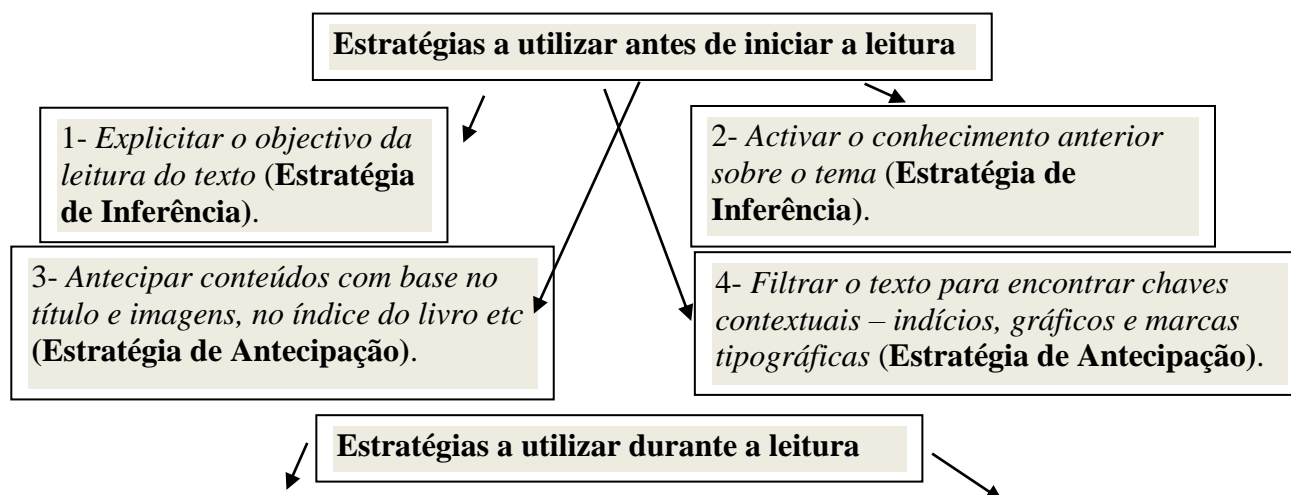 Estratégias a utilizar antes de iniciar a leitura
1- Explicitar o objectivo da
leitura do texto (Estratégia
de Inferência).
2- Activar o conhecimento anterior
sobre o tema (Estratégia de
Inferência).
3- Antecipar conteúdos com base no
título e imagens, no índice do livro etc
(Estratégia de Antecipação).
4- Filtrar o texto para encontrar chaves
contextuais – indícios, gráficos e marcas
tipográficas (Estratégia de Antecipação).
Estratégias a utilizar durante a leitura